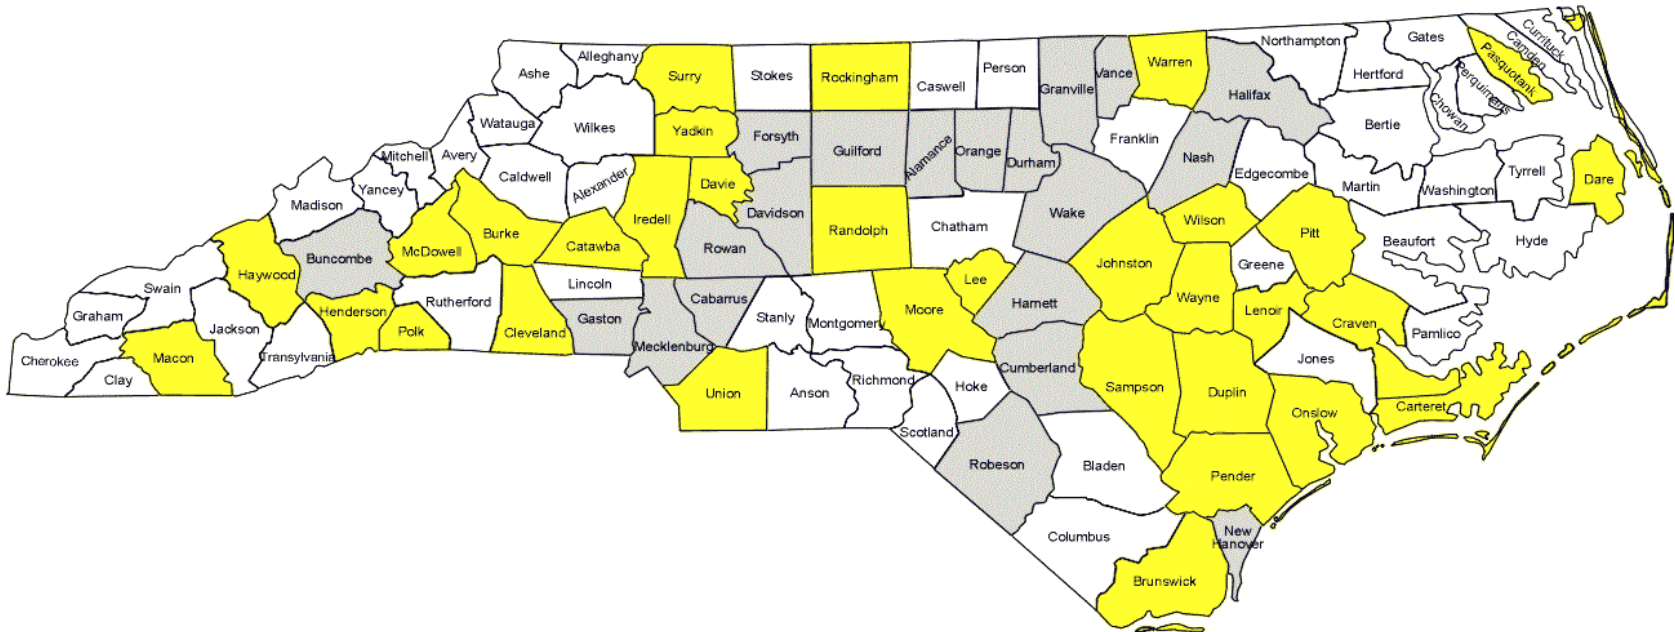 Alleghany
Ashe
Surry
Stokes
Rockingham
Caswell
Person
Granville
Vance
Warren
Northampton
Gates
Currituck
Camden
Pasquotank
Perquimans
Chowan
Hertford
Halifax
Bertie
Watauga
Wilkes
Yadkin
Forsyth
Guilford
Alamance
Orange
Durham
Franklin
Nash
Edgecombe
Martin
Washington
Tyrrell
Dare
Mitchell
Avery
Yancey
Caldwell
Alexander
Madison
Iredell
Davie
Davidson
Randolph
Chatham
Wake
Wilson
Pitt
Beaufort
Hyde
Buncombe
McDowell
Burke
Catawba
Rowan
Haywood
Johnston
Greene
Lee
Swain
Lincoln
Rutherford
Cabarrus
Harnett
Wayne
Lenoir
Craven
Pamlico
Graham
Jackson
Henderson
Polk
Cleveland
Gaston
Stanly
Montgomery
Moore
Cherokee
Macon
Transylvania
Mecklenburg
Clay
Union
Anson
Richmond
Hoke
Cumberland
Sampson
Duplin
Jones
Onslow
Carteret
Scotland
Robeson
Bladen
Pender
Columbus
New
Hanover
Brunswick